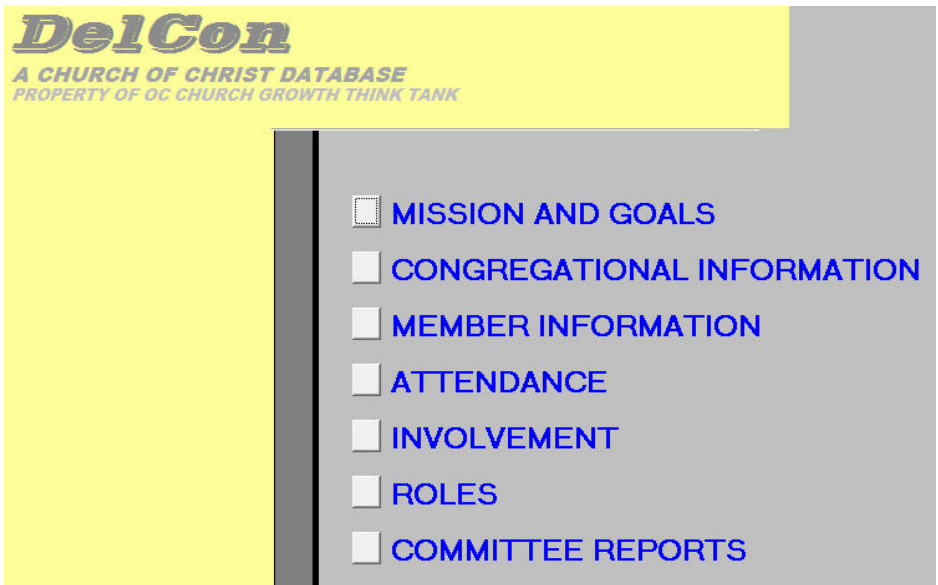 DelCon
A CHURCH OF CHRIST DATABASE
PROPERTY OF OC CHURCH GROWTH THINK TANK
MISSION AND GOALS
CONGREGATIONAL INFORMATION
MEMBER INFORMATION
ATTENDANCE
INVOLVEMENT
ROLES
COMMITTEE REPORTS